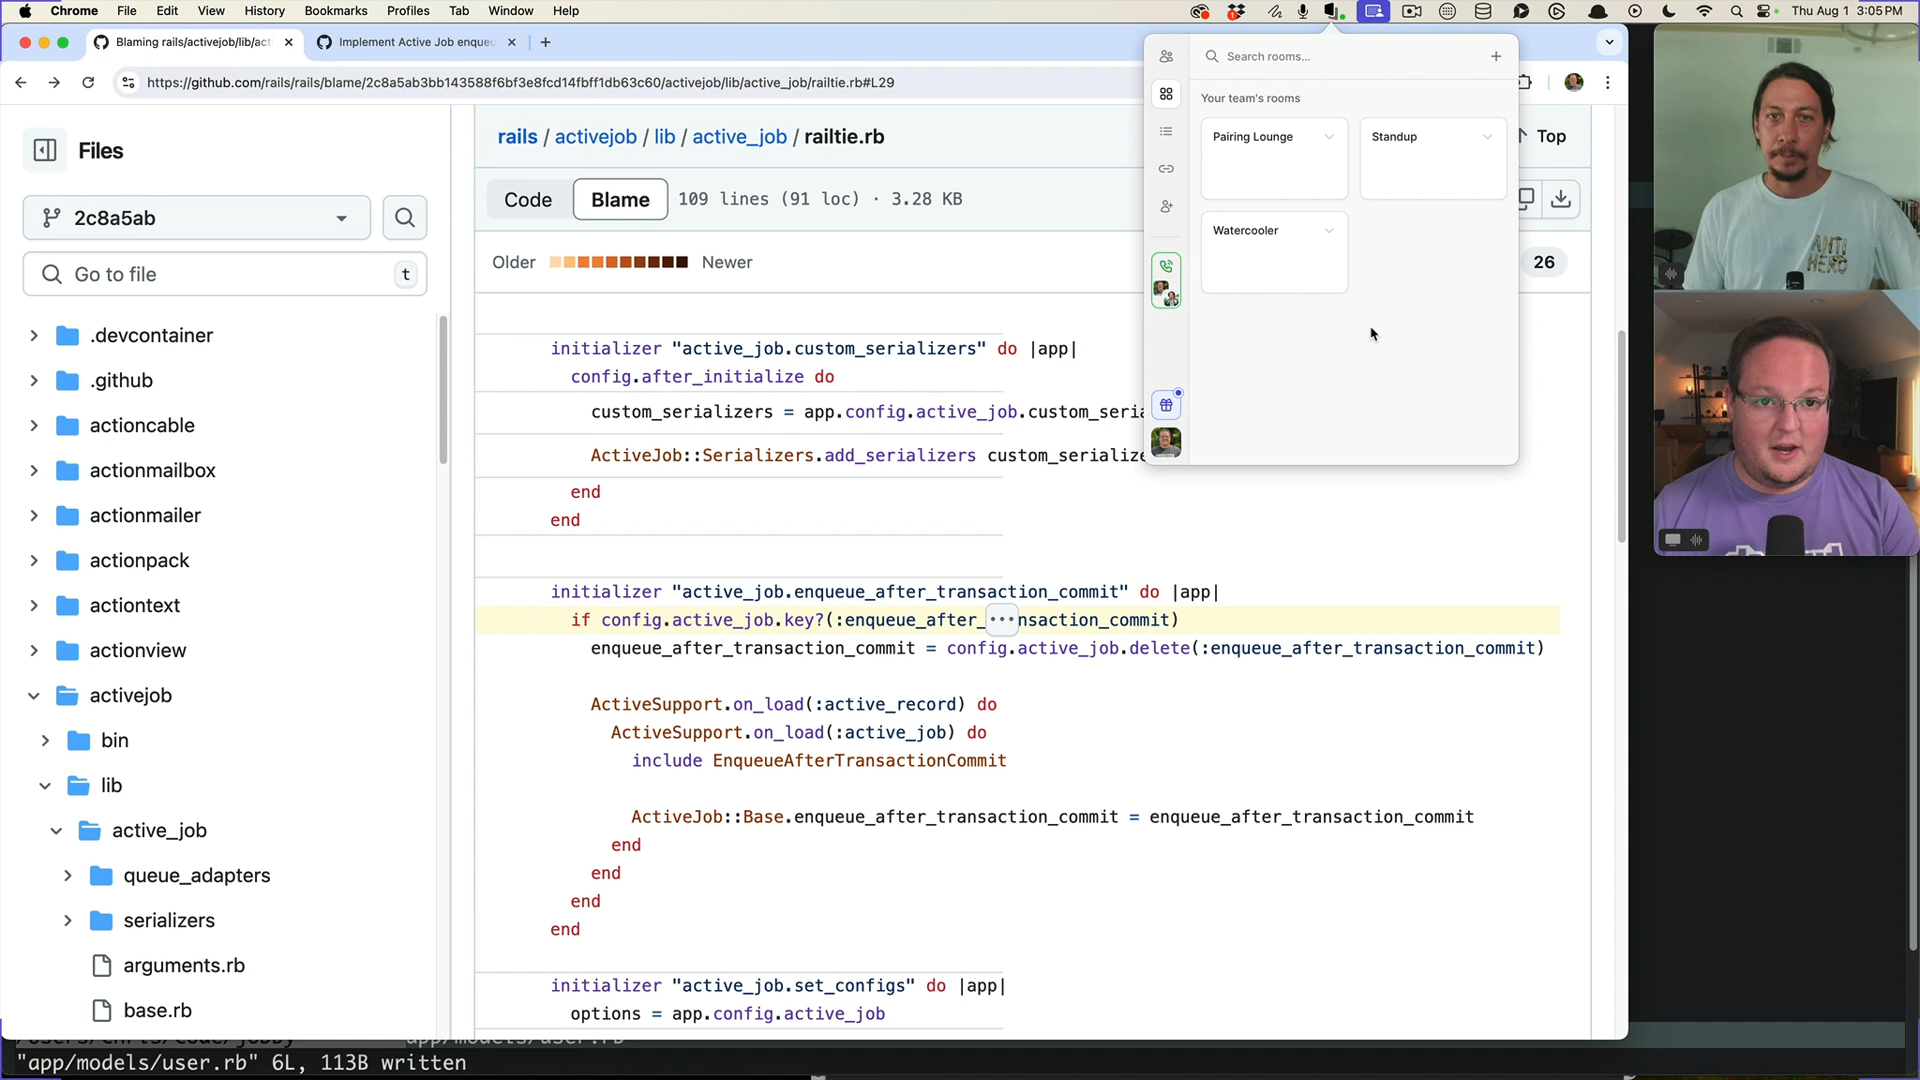 Chrome File Edit View History Bookmarks Profiles Tab Window Help
Thu Aug 1 3:05 PM
Blaming rails/activejob/lib/act
Implement Active Job enqueu
https://github.com/rails/rails/blame/2c8a5ab3bb143588f6bf3e8fcd14fbff1db63c60/activejob/lib/active_job/railtie.rb#L29
Search rooms...
Your team's rooms
Pairing Lounge
Standup
Watercooler
Files
2c8a5ab
Go to file
t
.devcontainer
.github
actioncable
actionmailbox
actionmailer
actionpack
actiontext
actionview
activejob
bin
lib
active_job
queue_adapters
serializers
arguments.rb
base.rb
rails / activejob / lib / active_job / railtie.rb
Top
Code
Blame
109 lines (91 loc) · 3.28 KB
Older
Newer
26
initializer "active_job.custom_serializers" do |app|
config.after_initialize do
custom_serializers = app.config.active_job.custom_seria
ActiveJob::Serializers.add_serializers custom_serialize
end
end
initializer "active_job.enqueue_after_transaction_commit" do |app|
if config.active_job.key?(:enqueue_after_ nsaction_commit)
enqueue_after_transaction_commit = config.active_job.delete(:enqueue_after_transaction_commit)
ActiveSupport.on_load(:active_record) do
ActiveSupport.on_load(:active_job) do
include EnqueueAfterTransactionCommit
ActiveJob::Base.enqueue_after_transaction_commit = enqueue_after_transaction_commit
end
end
end
end
initializer "active_job.set_configs" do |app|
options = app.config.active_job
ANTI
HERO
"app/models/user.rb" 6L, 113B written